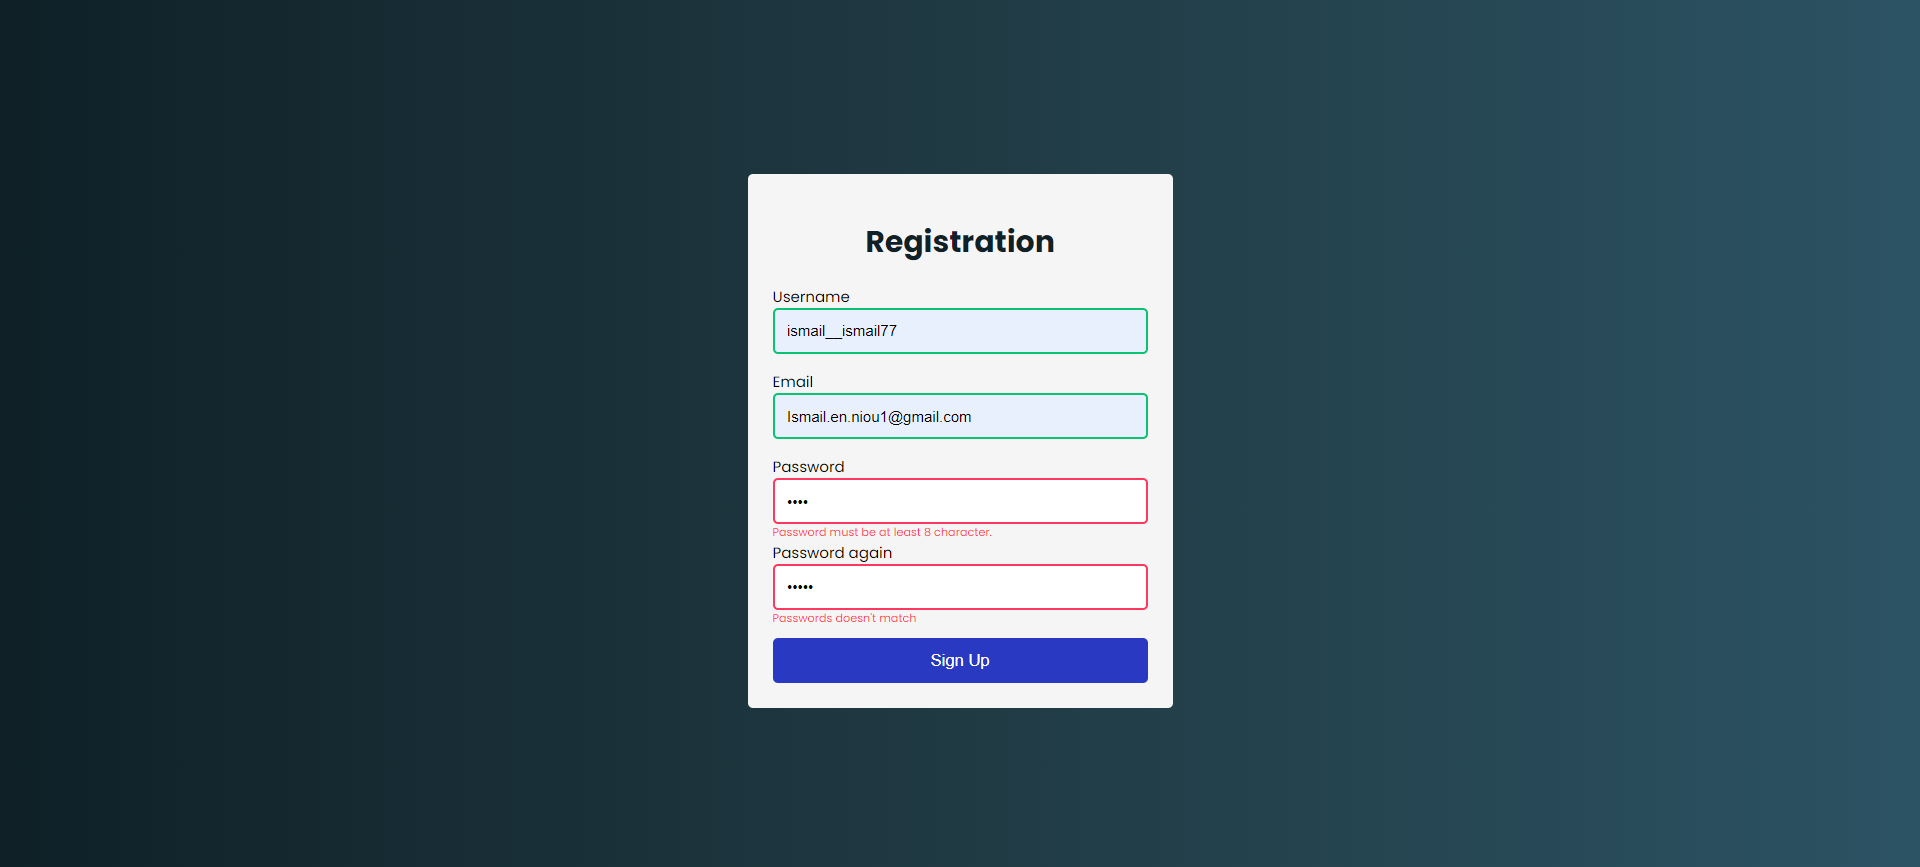 Registration
Username
ismail__ismail77
Email
Ismail.en.niou1@gmail.com
Password
••••
Password must be at least 8 character.
Password again
•••••
Passwords doesn't match
Sign Up